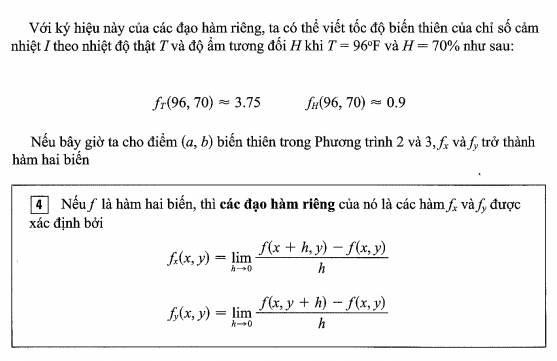 Với ký hiệu này của các đạo hàm riêng, ta có thể viết tốc độ biến thiên của chỉ số cảm
nhiệt I theo nhiệt độ thật T và độ ẩm tương đối H khi T = 96ºF và H = 70% như sau:
f_T(96, 70) ≈ 3.75 f_H(96, 70) ≈ 0.9
Nếu bây giờ ta cho điểm (a, b) biến thiên trong Phương trình 2 và 3, f_x và f_y trở thành
hàm hai biến
4 Nếu f là hàm hai biến, thì các đạo hàm riêng của nó là các hàm f_x và f_y được
xác định bởi
f_x(x, y) = lim_{h→0} \frac{f(x + h, y) − f(x, y)}{h}
f_y(x, y) = lim_{h→0} \frac{f(x, y + h) − f(x, y)}{h}